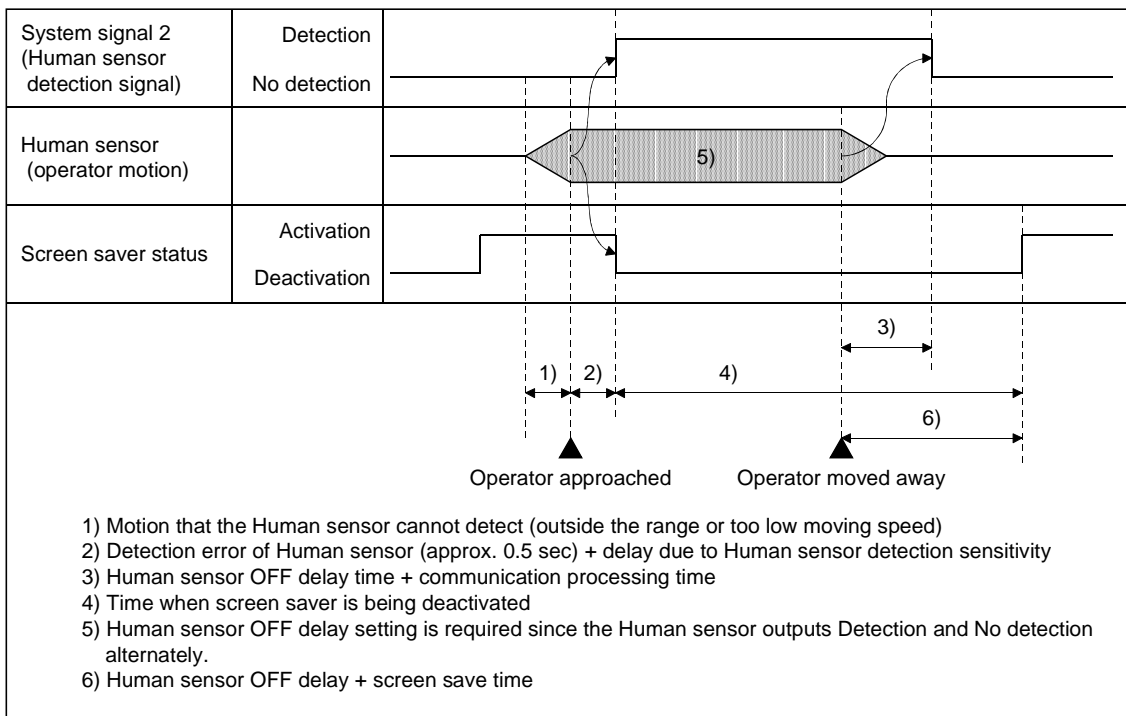 System signal 2
(Human sensor
detection signal)
Detection
No detection
Human sensor
(operator motion)
5)
Screen saver status
Activation
Deactivation
3)
1)
2)
4)
6)
Operator approached
Operator moved away
1) Motion that the Human sensor cannot detect (outside the range or too low moving speed)
2) Detection error of Human sensor (approx. 0.5 sec) + delay due to Human sensor detection sensitivity
3) Human sensor OFF delay time + communication processing time
4) Time when screen saver is being deactivated
5) Human sensor OFF delay setting is required since the Human sensor outputs Detection and No detection
alternately.
6) Human sensor OFF delay + screen save time